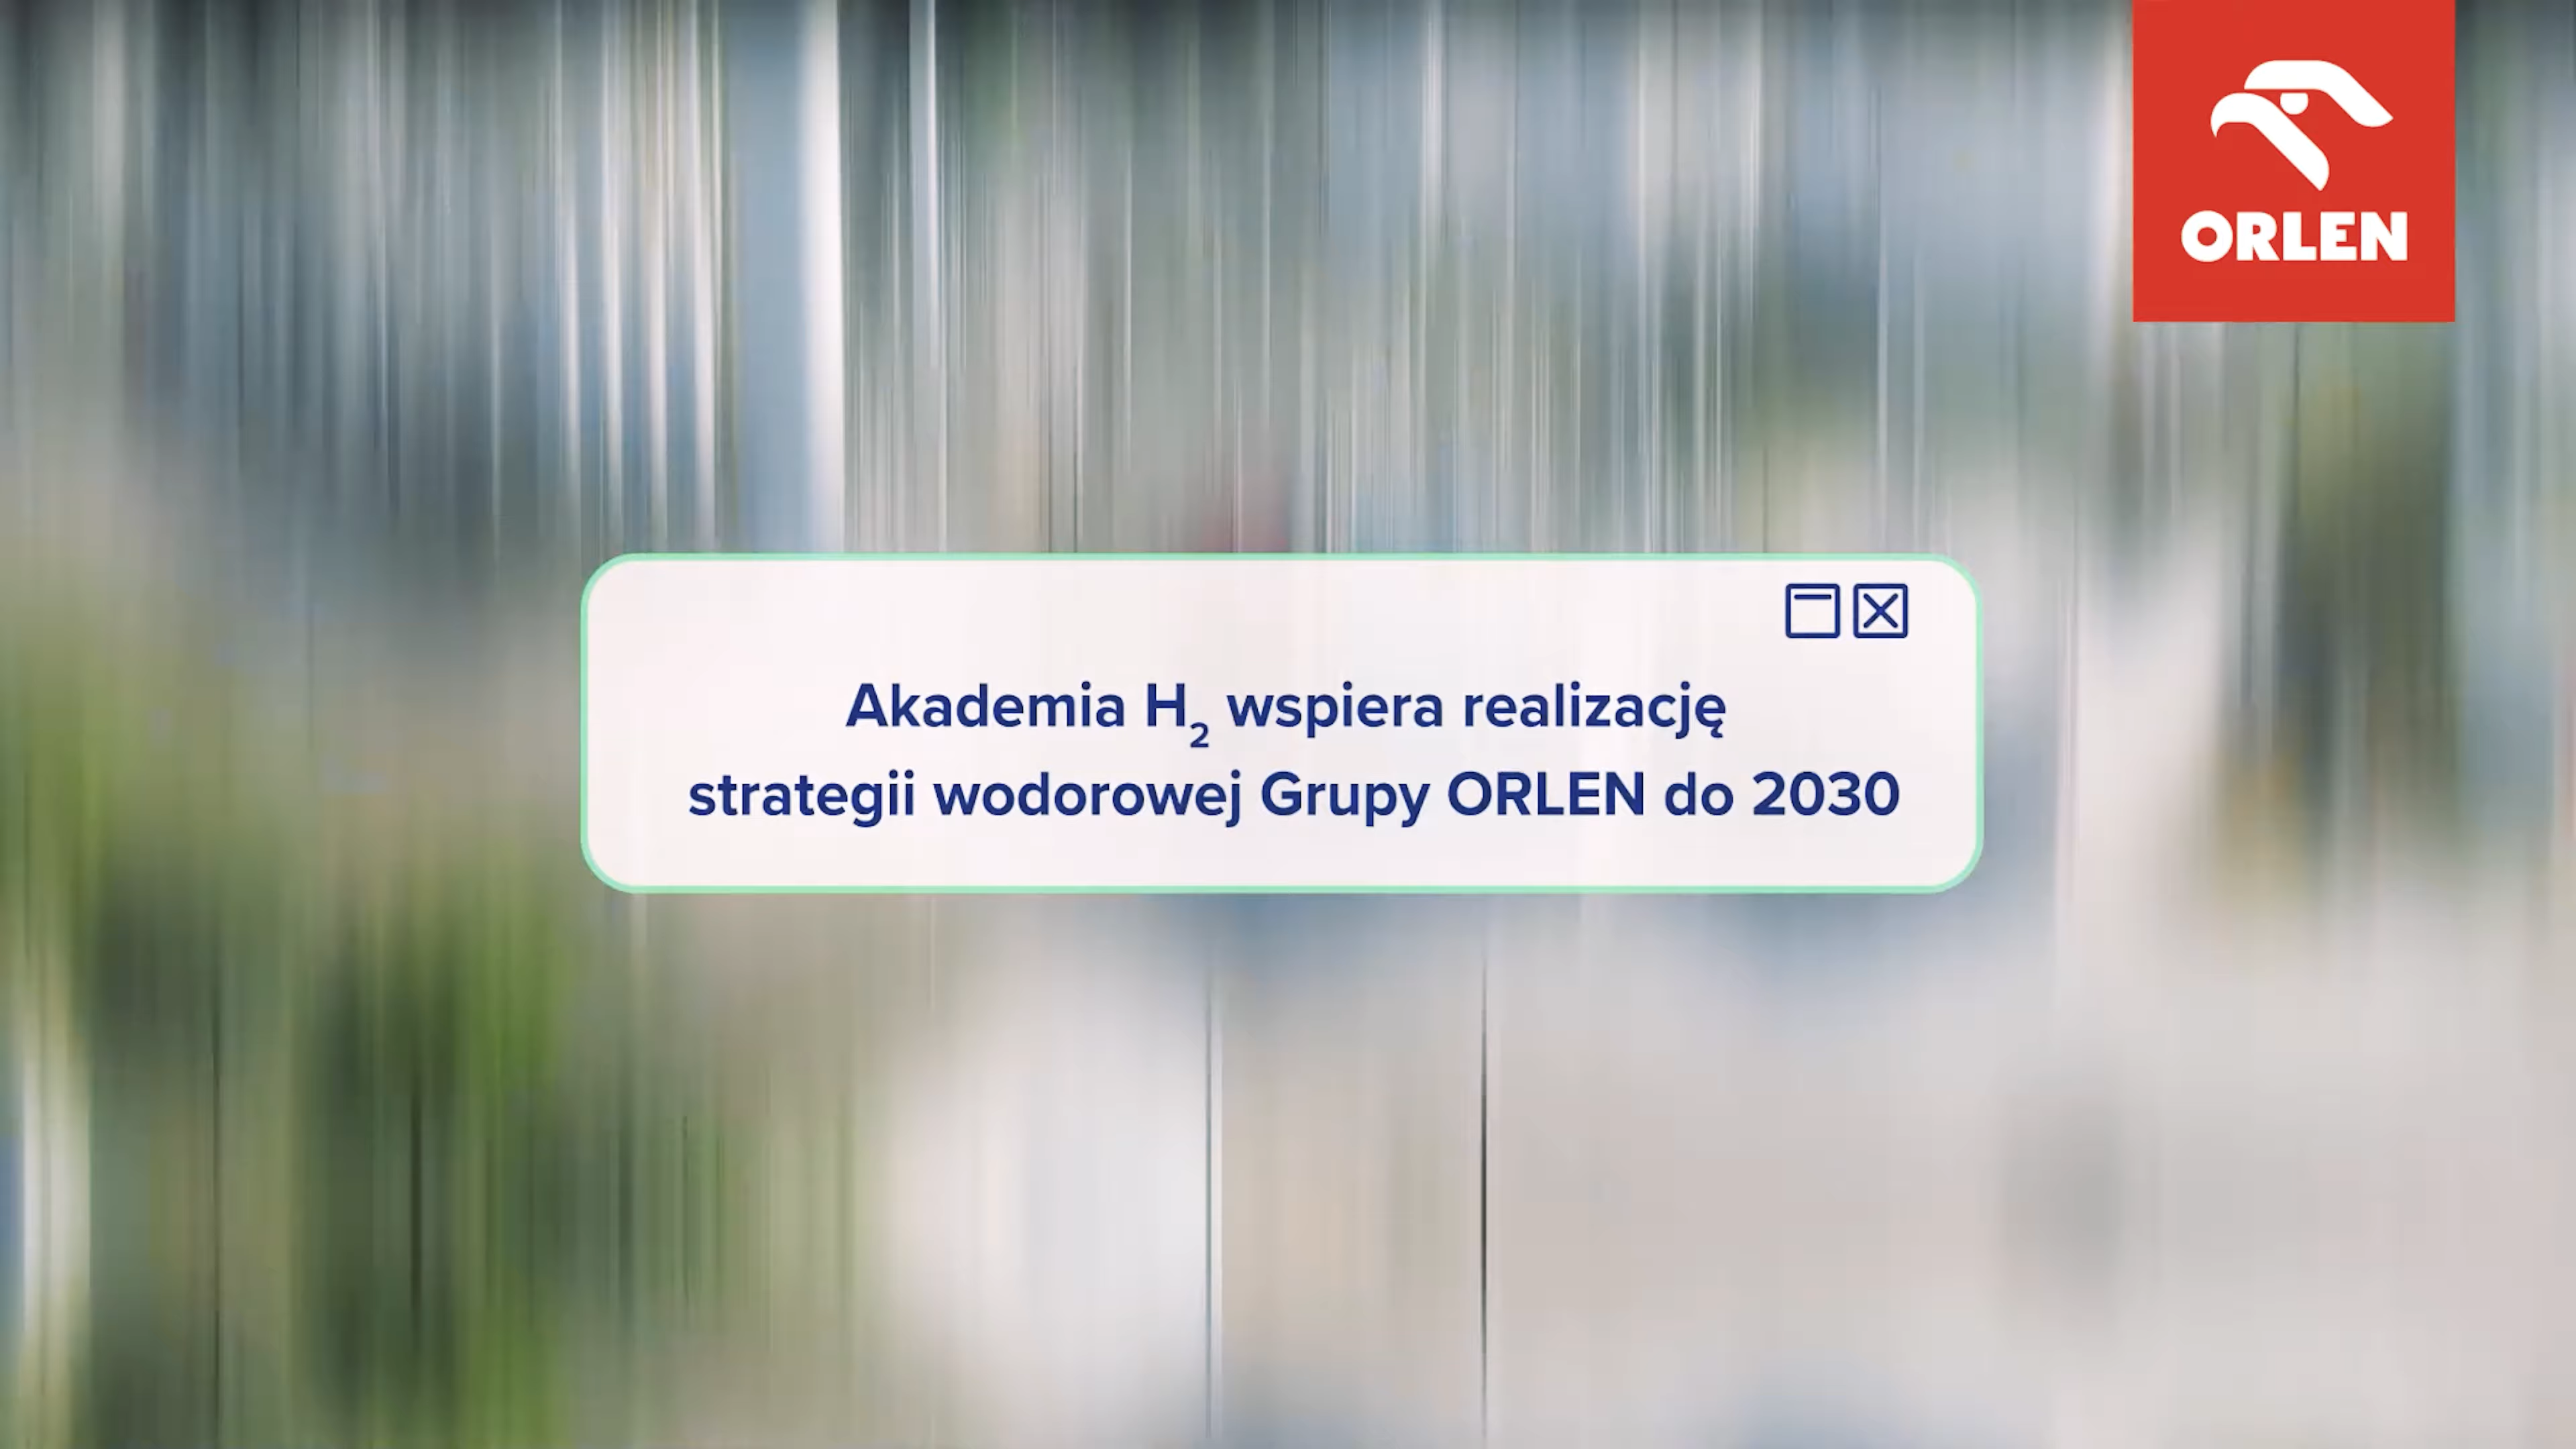 ORLEN
Akademia H₂ wspiera realizację
strategii wodorowej Grupy ORLEN do 2030